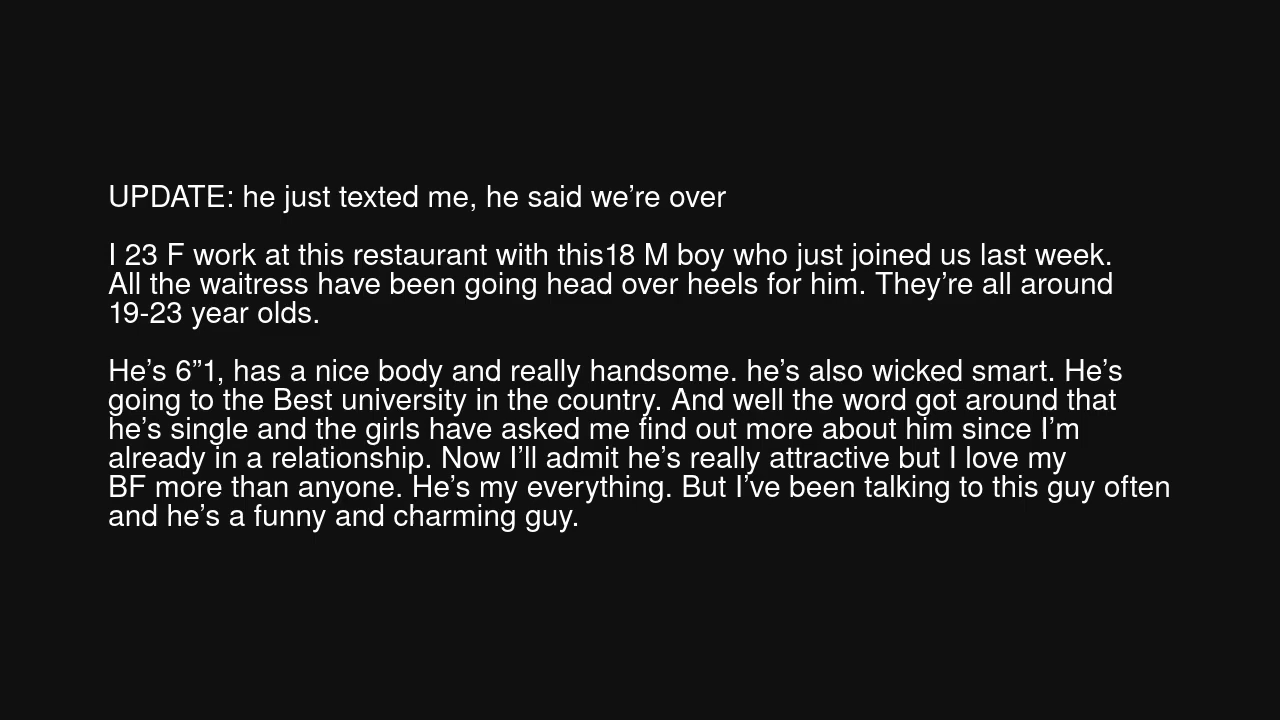 UPDATE: he just texted me, he said we’re over
I 23 F work at this restaurant with this18 M boy who just joined us last week.
All the waitress have been going head over heels for him. They’re all around
19-23 year olds.
He’s 6”1, has a nice body and really handsome. he’s also wicked smart. He’s
going to the Best university in the country. And well the word got around that
he’s single and the girls have asked me find out more about him since I’m
already in a relationship. Now I’ll admit he’s really attractive but I love my
BF more than anyone. He’s my everything. But I’ve been talking to this guy often
and he’s a funny and charming guy.